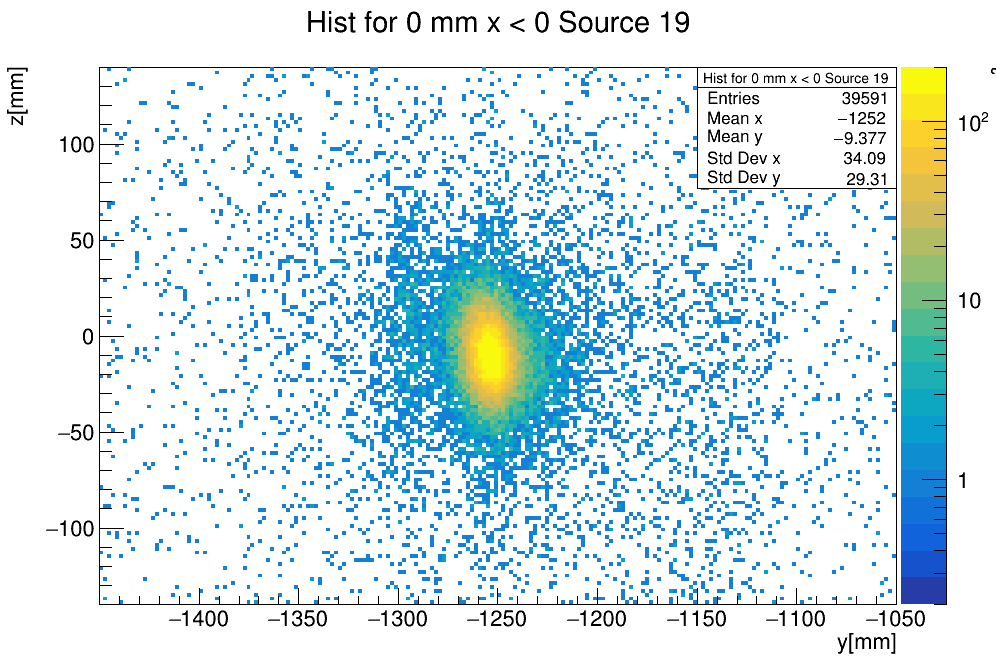 Hist for 0 mm x < 0 Source 19
z[mm]
Hist for 0 mm x < 0 Source 19
Entries 39591
Mean x −1252
Mean y −9.377
Std Dev x 34.09
Std Dev y 29.31
100
50
0
−50
−100
−1400 −1350 −1300 −1250 −1200 −1150 −1100 −1050
y[mm]
10²
10
1